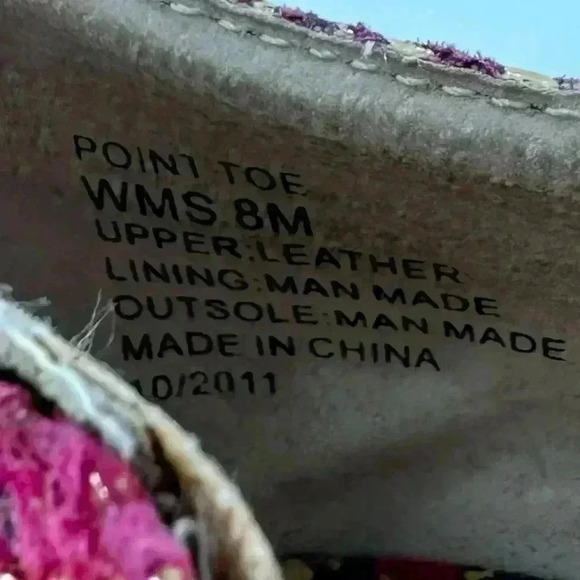 POINT TOE
WMS 8M
UPPER:LEATHER
LINING:MAN MADE
OUTSOLE:MAN MADE
MADE IN CHINA
10/2011